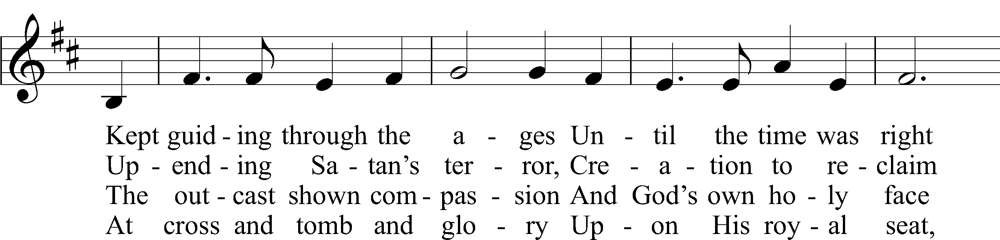 Kept guid - ing through the a - ges Un - til the time was right
Up - end - ing Sa - tan’s ter - ror, Cre - a - tion to re - claim
The out - cast shown com - pas - sion And God’s own ho - ly face
At cross and tomb and glo - ry Up - on His roy - al seat,